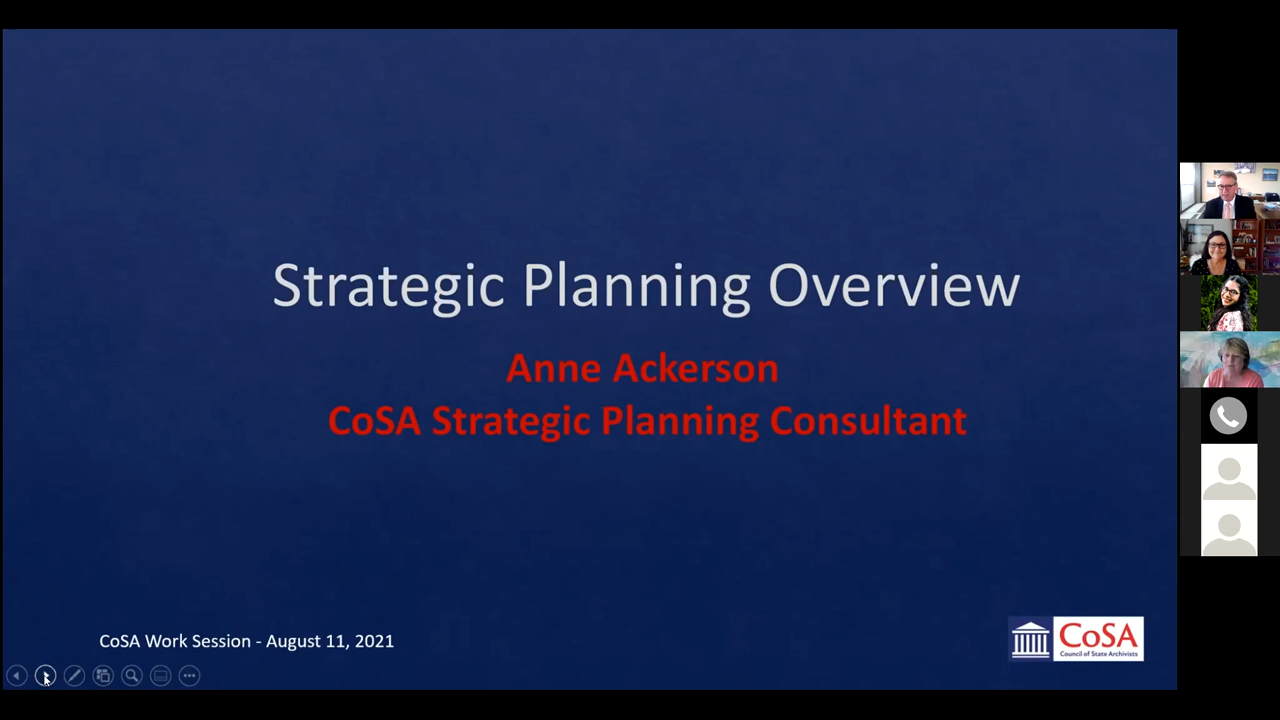 Strategic Planning Overview
Anne Ackerson
CoSA Strategic Planning Consultant
CoSA Work Session - August 11, 2021
CoSA
Council of State Archivists